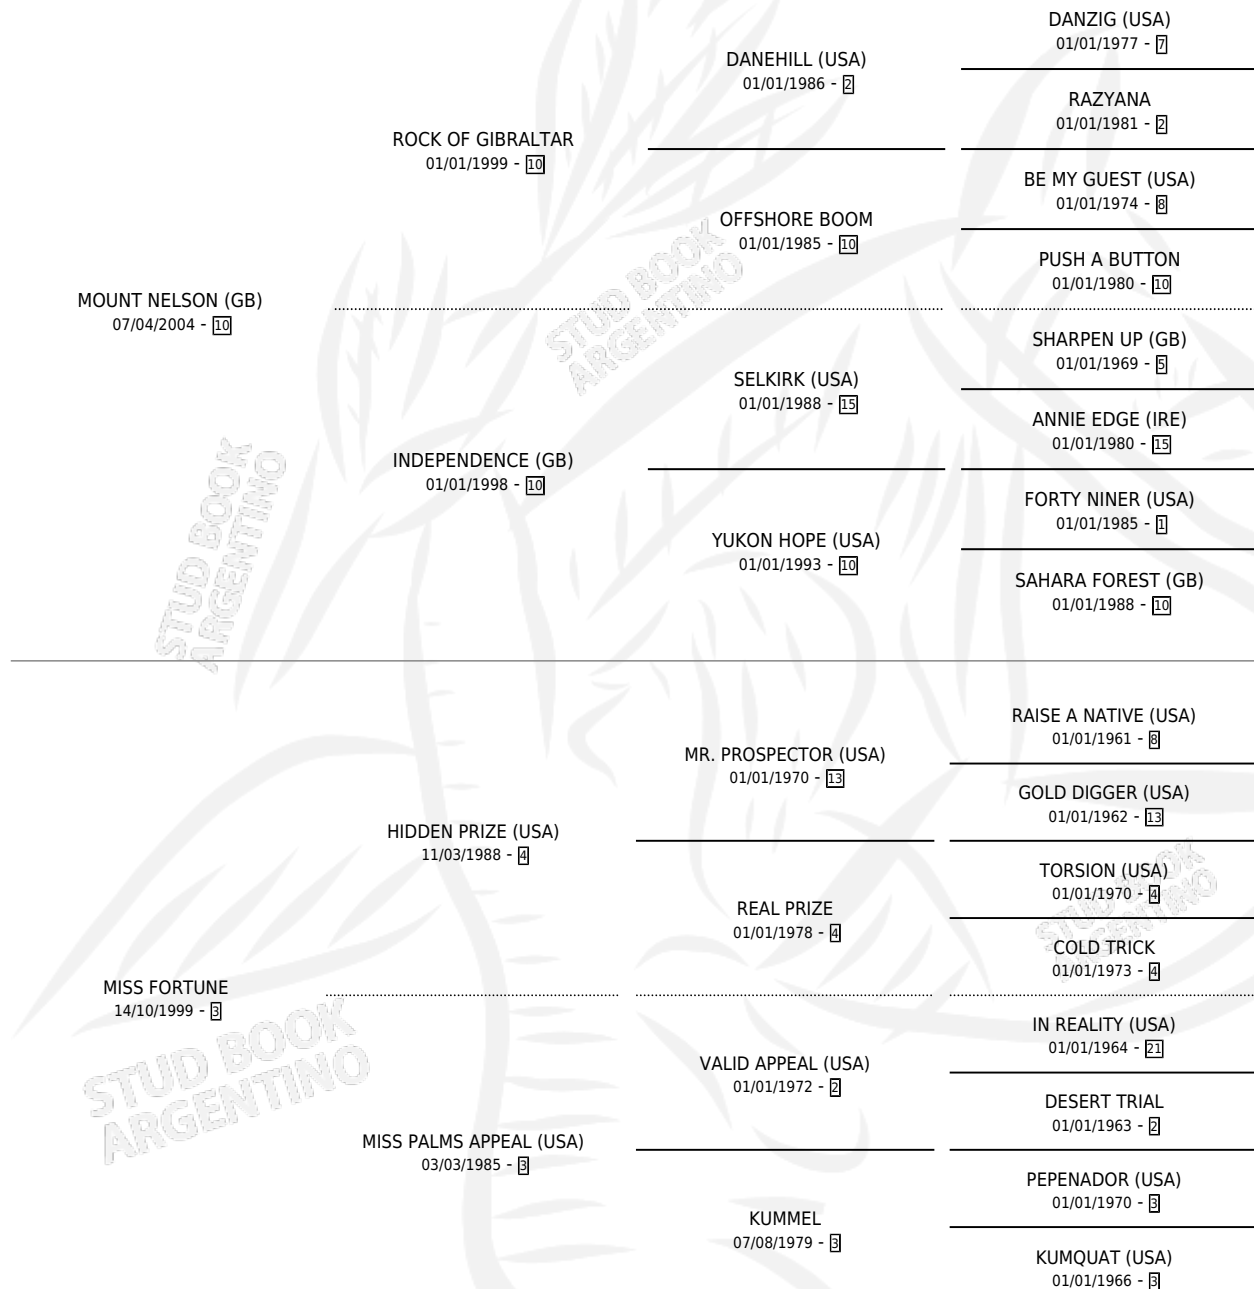 DANZIG (USA)
01/01/1977 - 7
DANEHILL (USA)
01/01/1986 - 2
RAZYANA
01/01/1981 - 2
ROCK OF GIBRALTAR
01/01/1999 - 10
BE MY GUEST (USA)
01/01/1974 - 8
OFFSHORE BOOM
01/01/1985 - 10
PUSH A BUTTON
01/01/1980 - 10
MOUNT NELSON (GB)
07/04/2004 - 10
SHARPEN UP (GB)
01/01/1969 - 5
SELKIRK (USA)
01/01/1988 - 15
ANNIE EDGE (IRE)
01/01/1980 - 15
INDEPENDENCE (GB)
01/01/1998 - 10
FORTY NINER (USA)
01/01/1985 - 1
YUKON HOPE (USA)
01/01/1993 - 10
SAHARA FOREST (GB)
01/01/1988 - 10
RAISE A NATIVE (USA)
01/01/1961 - 8
MR. PROSPECTOR (USA)
01/01/1970 - 13
GOLD DIGGER (USA)
01/01/1962 - 13
HIDDEN PRIZE (USA)
11/03/1988 - 4
TORSION (USA)
01/01/1970 - 4
REAL PRIZE
01/01/1978 - 4
COLD TRICK
01/01/1973 - 4
MISS FORTUNE
14/10/1999 - 3
IN REALITY (USA)
01/01/1964 - 21
VALID APPEAL (USA)
01/01/1972 - 2
DESERT TRIAL
01/01/1963 - 2
MISS PALMS APPEAL (USA)
03/03/1985 - 3
PEPENADOR (USA)
01/01/1970 - 3
KUMMEL
07/08/1979 - 3
KUMQUAT (USA)
01/01/1966 - 3
STUD BOOK
ARGENTINO
STUD BOOK
ARGENTINO
STUD BOOK
ARGENTINO
STUD BOOK
ARGENTINO